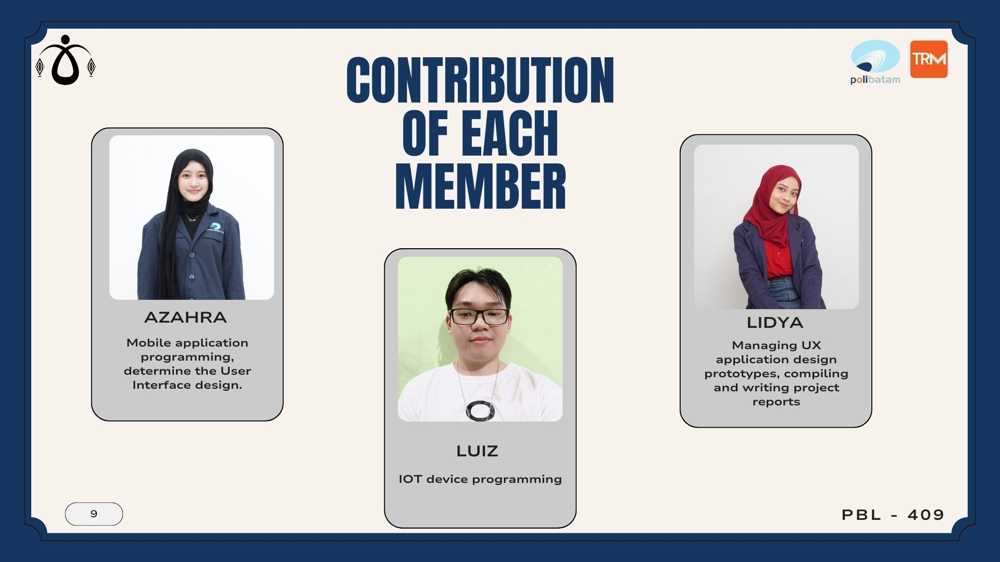 polibatam
TRM
CONTRIBUTION
OF EACH
MEMBER
AZAHRA
Mobile application
programming,
determine the User
Interface design.
LUIZ
IOT device programming
LIDYA
Managing UX
application design
prototypes, compiling
and writing project
reports
9
PBL - 409